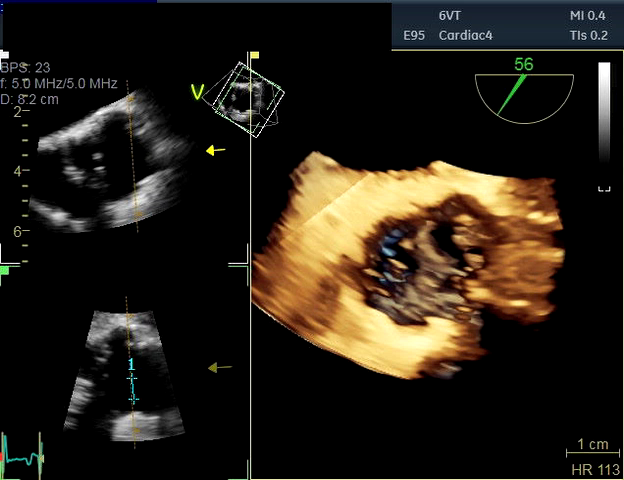 6VT MI 0.4
E95 Cardiac4 TIs 0.2
BPS: 23
f: 5.0 MHz/5.0 MHz
D: 8.2 cm
V
56
2
4
6
1
1 cm
HR 113